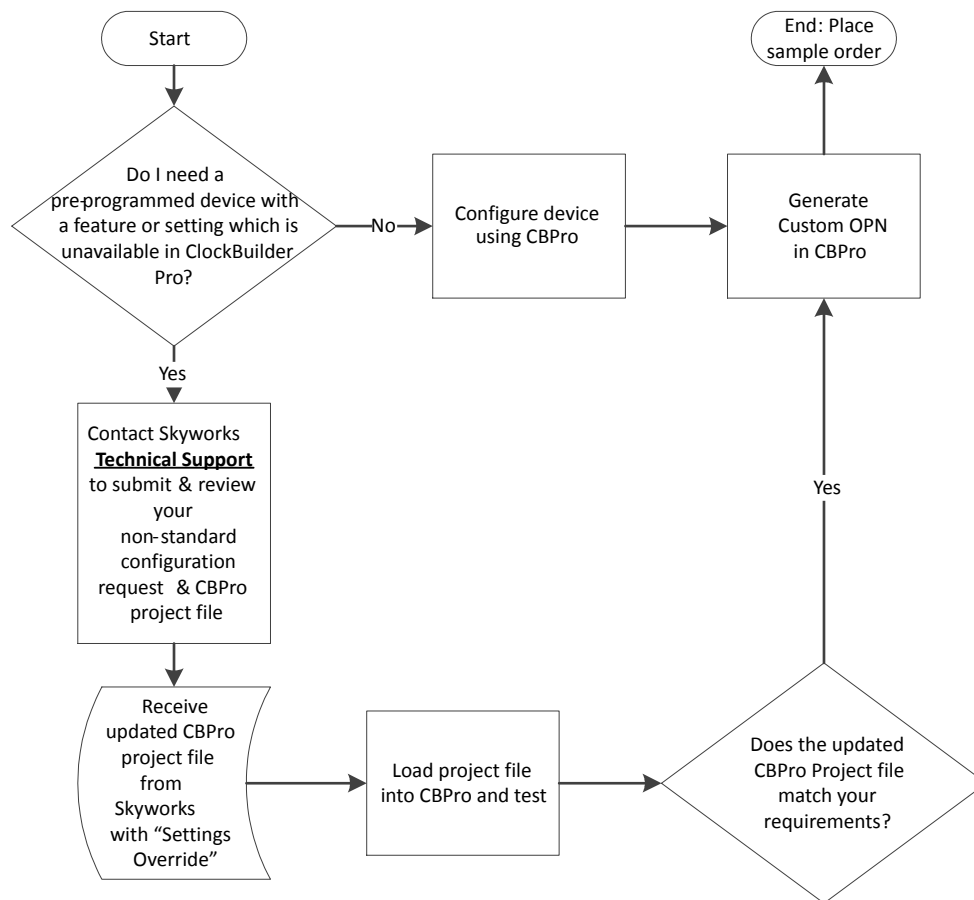 Start
End: Place
sample order
Do I need a
pre-programmed device with
a feature or setting which is
unavailable in ClockBuilder
Pro?
No
Configure device
using CBPro
Generate
Custom OPN
in CBPro
Yes
Contact Skyworks
Technical Support
to submit & review
your
non-standard
configuration
request & CBPro
project file
Yes
Receive
updated CBPro
project file
from
Skyworks
with “Settings
Override”
Load project file
into CBPro and test
Does the updated
CBPro Project file
match your
requirements?